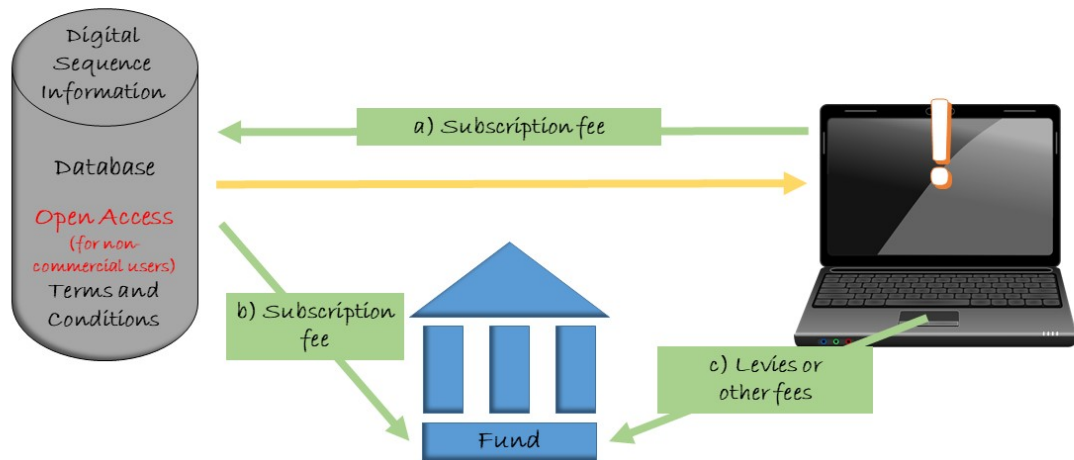 Digital
Sequence
Information
Database
Open Access
(for non-
commercial users)
Terms and
Conditions
a) Subscription fee
b) Subscription
fee
c) Levies or
other fees
Fund
!